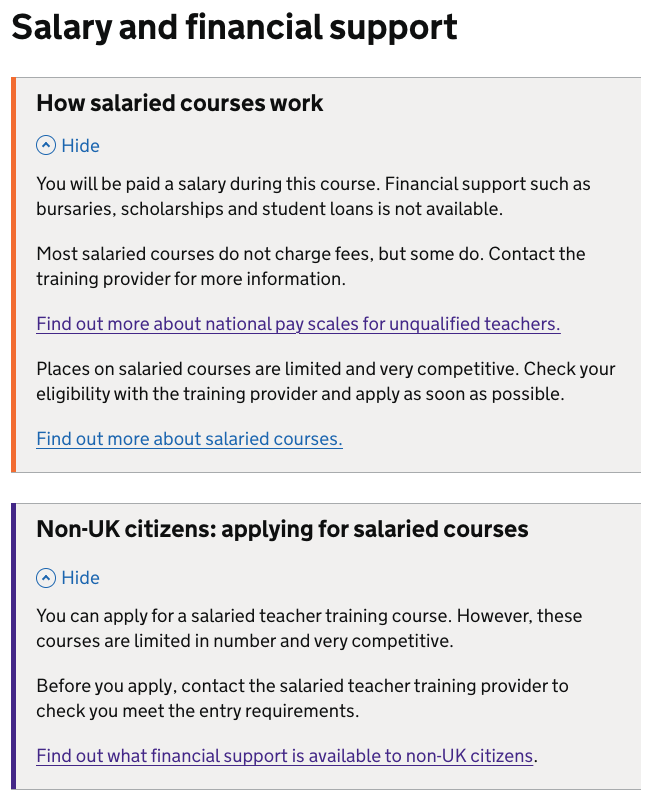 Salary and financial support
How salaried courses work
Hide
You will be paid a salary during this course. Financial support such as
bursaries, scholarships and student loans is not available.
Most salaried courses do not charge fees, but some do. Contact the
training provider for more information.
Find out more about national pay scales for unqualified teachers.
Places on salaried courses are limited and very competitive. Check your
eligibility with the training provider and apply as soon as possible.
Find out more about salaried courses.
Non-UK citizens: applying for salaried courses
Hide
You can apply for a salaried teacher training course. However, these
courses are limited in number and very competitive.
Before you apply, contact the salaried teacher training provider to
check you meet the entry requirements.
Find out what financial support is available to non-UK citizens.